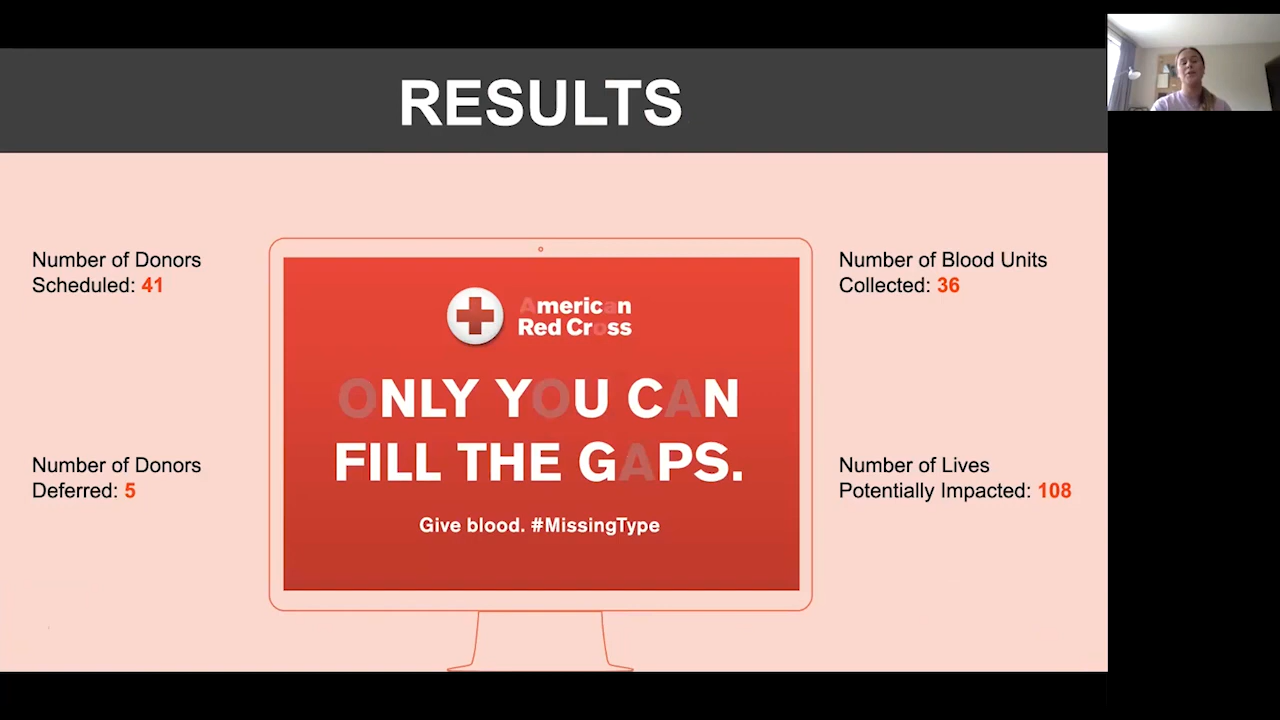 RESULTS
Number of Donors
Scheduled: 41
Number of Donors
Deferred: 5
American
Red Cross
ONLY YOU CAN
FILL THE GAPS.
Give blood. #MissingType
Number of Blood Units
Collected: 36
Number of Lives
Potentially Impacted: 108